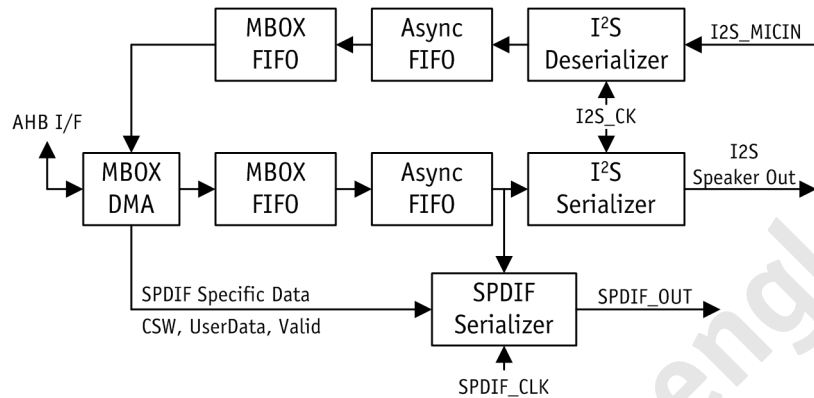 MBOX
FIFO
Async
FIFO
I²S
Deserializer
I2S_MICIN
I2S_CK
AHB I/F
MBOX
DMA
MBOX
FIFO
Async
FIFO
I²S
Serializer
I2S
Speaker Out
SPDIF Specific Data
CSW, UserData, Valid
SPDIF
Serializer
SPDIF_OUT
SPDIF_CLK